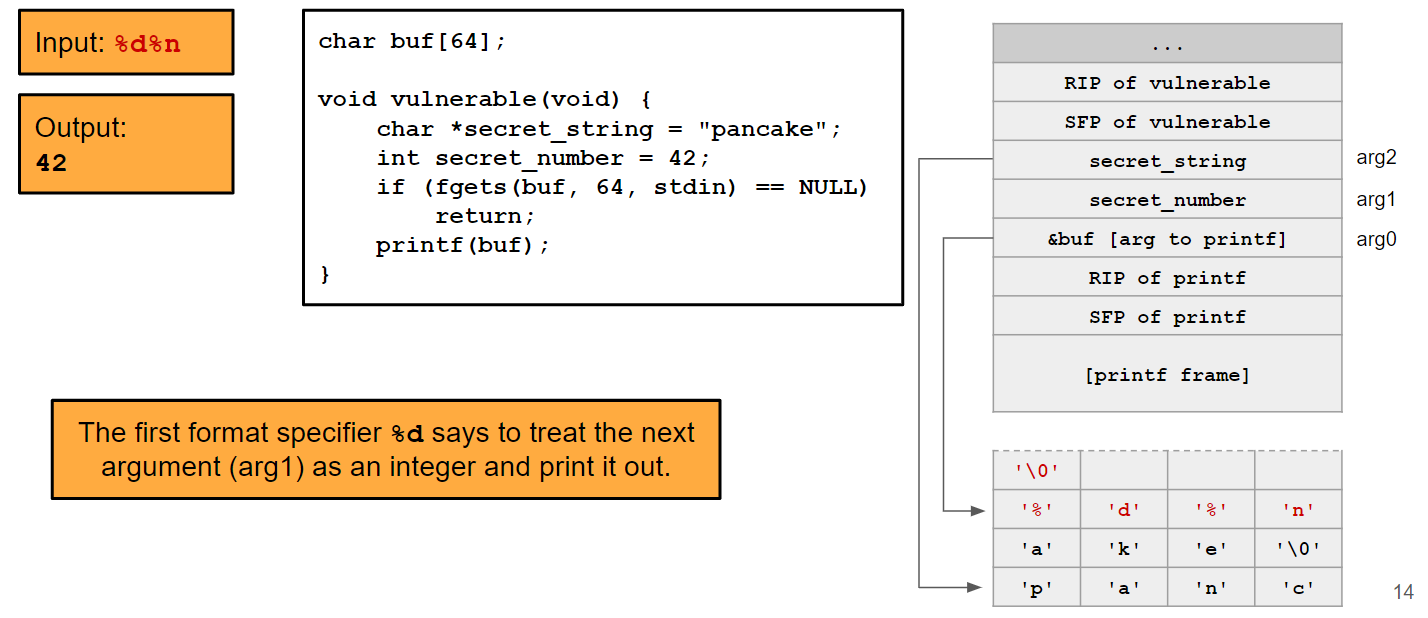 Input: %d%n
Output:
42
char buf[64];
void vulnerable(void) {
    char *secret_string = "pancake";
    int secret_number = 42;
    if (fgets(buf, 64, stdin) == NULL)
        return;
    printf(buf);
}
The first format specifier %d says to treat the next
argument (arg1) as an integer and print it out.
...
RIP of vulnerable
SFP of vulnerable
secret_string arg2
secret_number arg1
&buf [arg to printf] arg0
RIP of printf
SFP of printf
[printf frame]
'\0'
'%' 'd' '%' 'n'
'a' 'k' 'e' '\0'
'p' 'a' 'n' 'c'
14